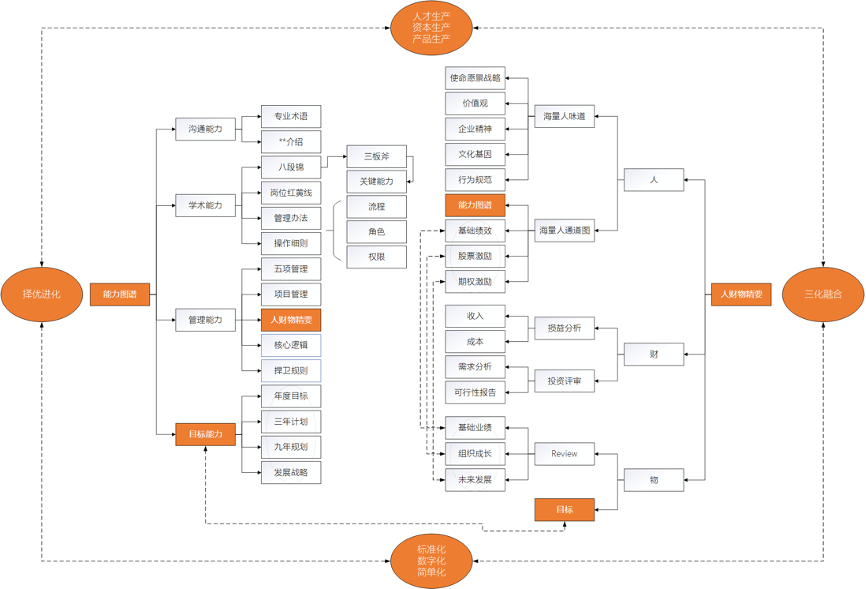 人才生产
资本生产
产品生产
择优进化
能力图谱
沟通能力
专业术语
**介绍
学术能力
八段锦
岗位红黄线
管理办法
操作细则
三板斧
关键能力
流程
角色
权限
管理能力
五项管理
项目管理
人财物精要
核心逻辑
捍卫规则
目标能力
年度目标
三年计划
九年规划
发展战略
使命愿景战略
价值观
企业精神
文化基因
行为规范
海量人味道
能力图谱
基础绩效
股票激励
期权激励
海量人通道图
人
收入
成本
损益分析
需求分析
可行性报告
投资评审
财
基础业绩
组织成长
未来发展
Review
目标
物
人财物精要
三化融合
标准化
数字化
简单化